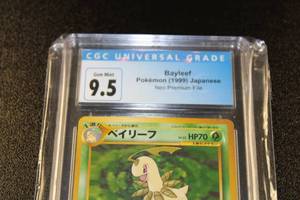 CGC UNIVERSAL GRADE
Gem Mint
9.5
Bayleef
Pokémon (1999) Japanese
Neo Premium File
ベイリーフ
HP70